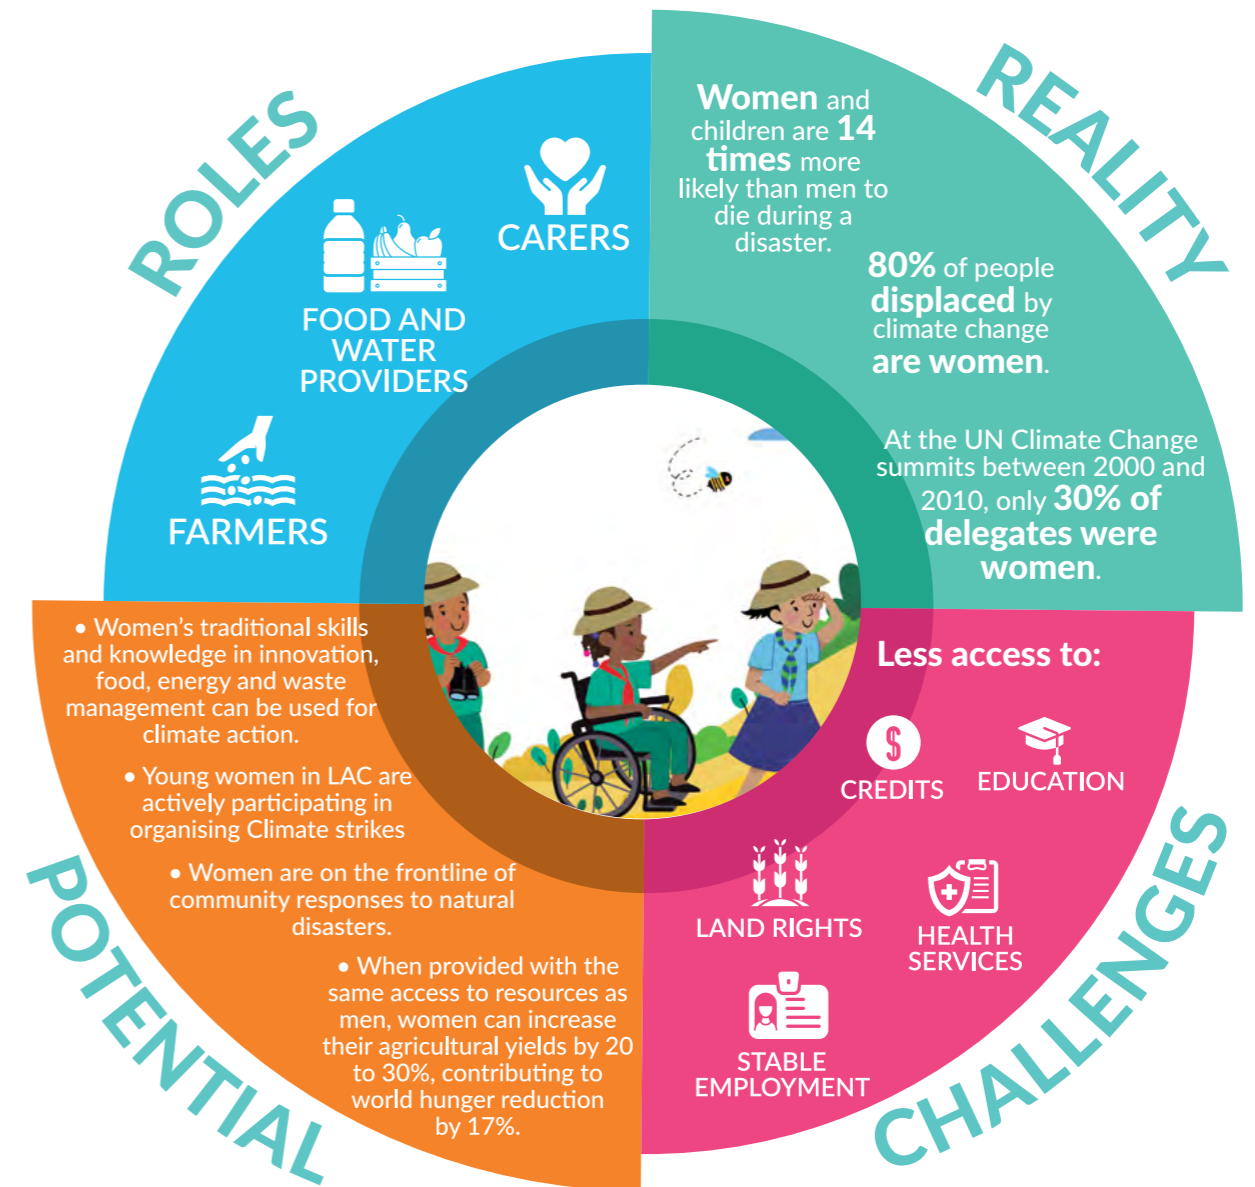 ROLES
CARERS
FOOD AND
WATER
PROVIDERS
FARMERS
REALITY
Women and
children are 14
times more
likely than men to
die during a
disaster.
80% of people
displaced by
climate change
are women.
At the UN Climate Change
summits between 2000 and
2010, only 30% of
delegates were
women.
POTENTIAL
• Women’s traditional skills
and knowledge in innovation,
food, energy and waste
management can be used for
climate action.
• Young women in LAC are
actively participating in
organising Climate strikes
• Women are on the frontline of
community responses to natural
disasters.
• When provided with the
same access to resources as
men, women can increase
their agricultural yields by 20
to 30%, contributing to
world hunger reduction
by 17%.
CHALLENGES
Less access to:
$
CREDITS
EDUCATION
LAND RIGHTS
HEALTH
SERVICES
STABLE
EMPLOYMENT